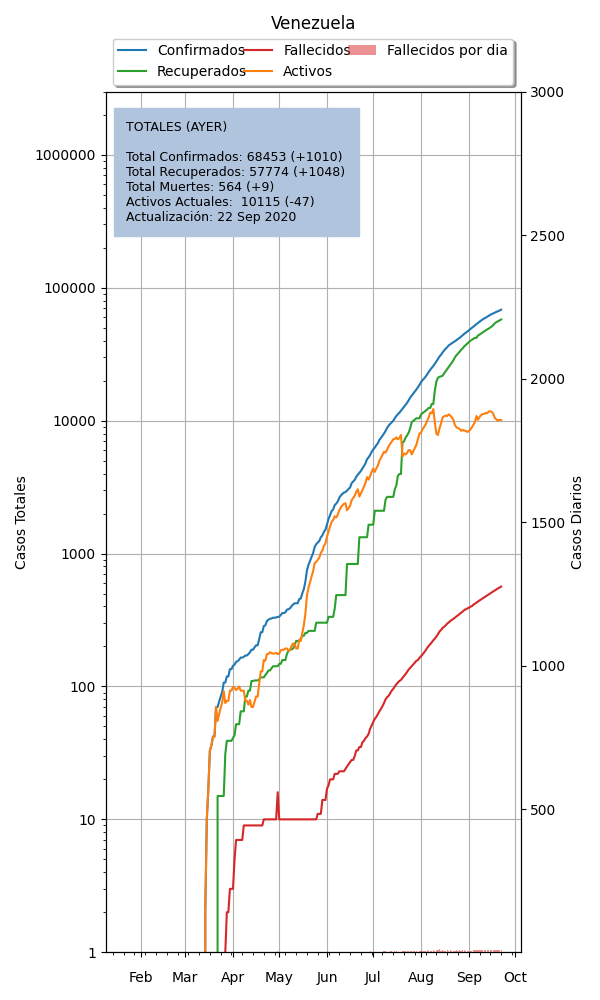 Venezuela
Confirmados
Recuperados
Fallecidos
Activos
Fallecidos por dia
TOTALES (AYER)
Total Confirmados: 68453 (+1010)
Total Recuperados: 57774 (+1048)
Total Muertes: 564 (+9)
Activos Actuales:  10115 (-47)
Actualización: 22 Sep 2020
Casos Totales
1000000
100000
10000
1000
100
10
1
Casos Diarios
3000
2500
2000
1500
1000
500
Feb
Mar
Apr
May
Jun
Jul
Aug
Sep
Oct